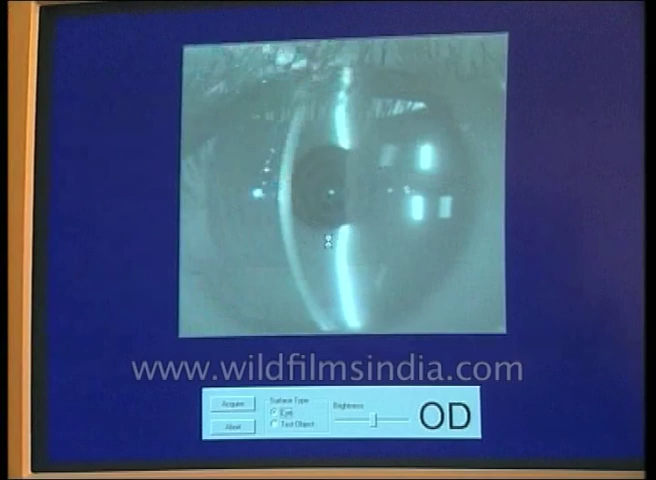 www.wildfilmsindia.com
Acquire
Surface Type
Eye
Test Object
Abort
Brightness
OD